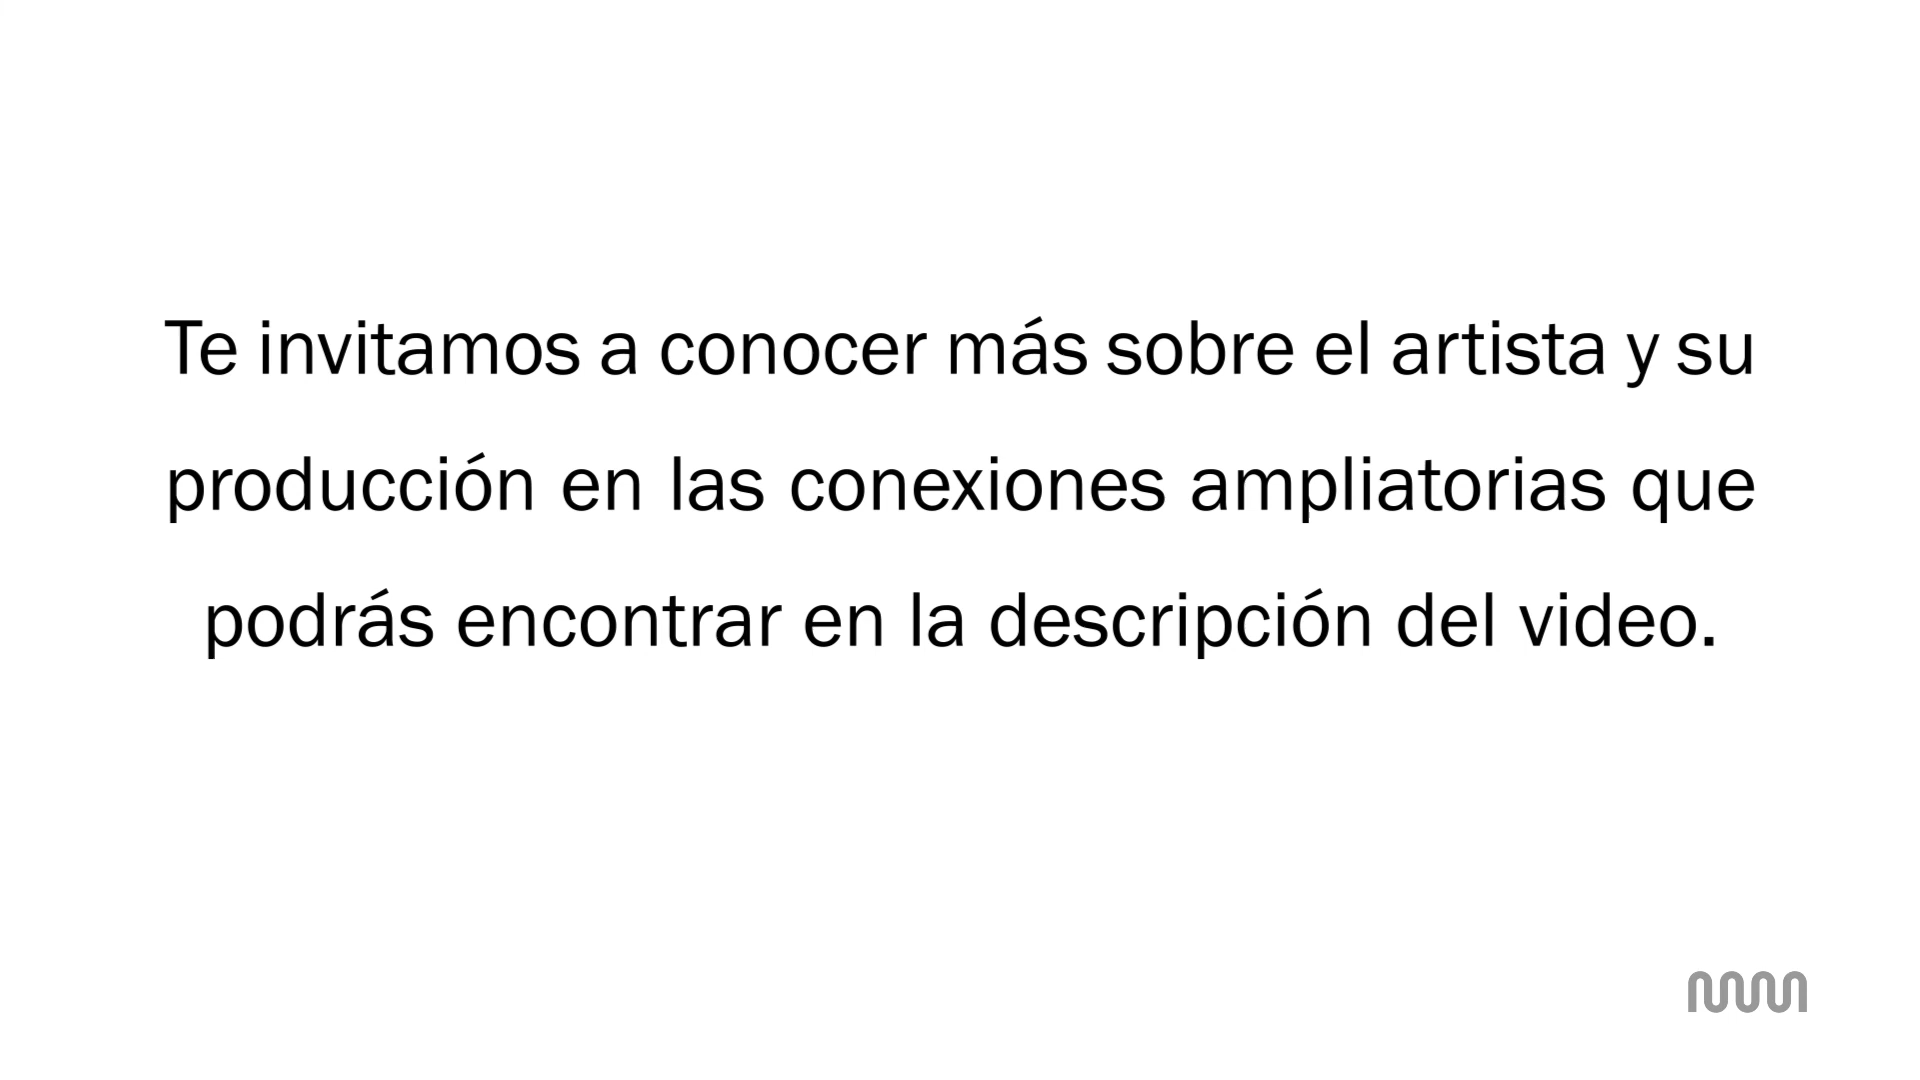 Te invitamos a conocer más sobre el artista y su
producción en las conexiones ampliatorias que
podrás encontrar en la descripción del video.